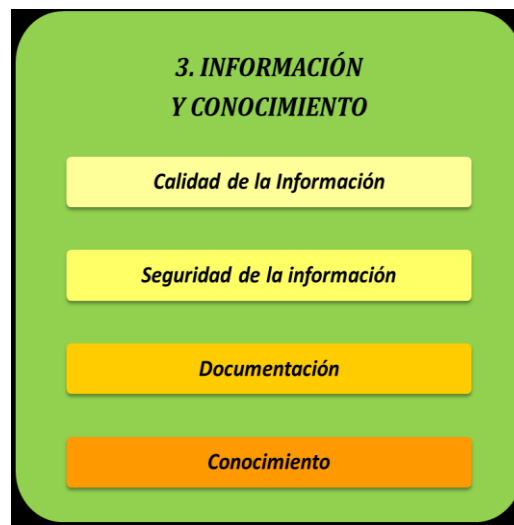 3. INFORMACIÓN
Y CONOCIMIENTO
Calidad de la Información
Seguridad de la información
Documentación
Conocimiento